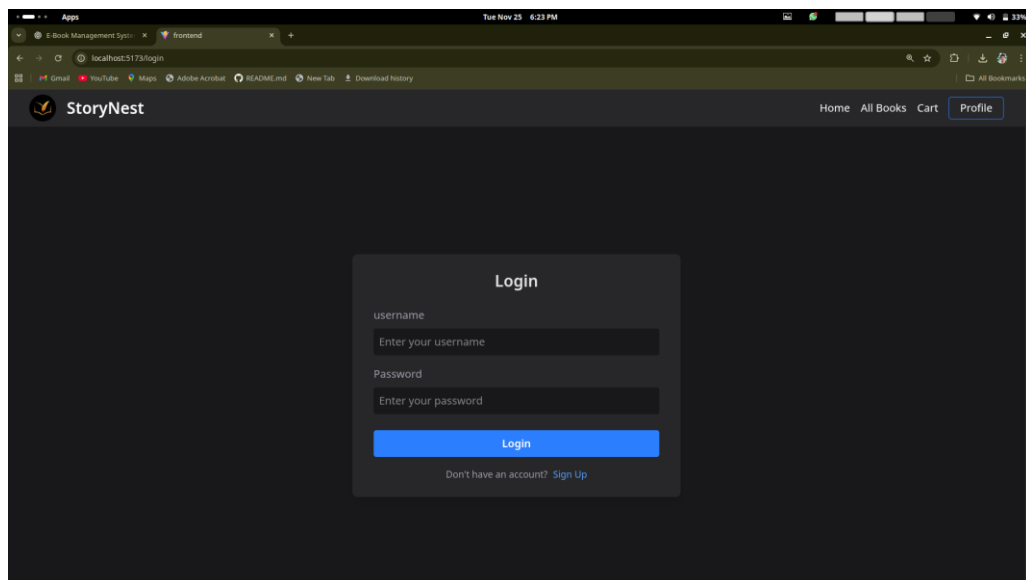 Apps
Tue Nov 25 6:23 PM
33%
E-Book Management Syste
frontend
localhost:5173/login
Gmail YouTube Maps Adobe Acrobat README.md New Tab Download history
All Bookmarks
StoryNest
Home All Books Cart Profile
Login
username
Enter your username
Password
Enter your password
Login
Don't have an account? Sign Up